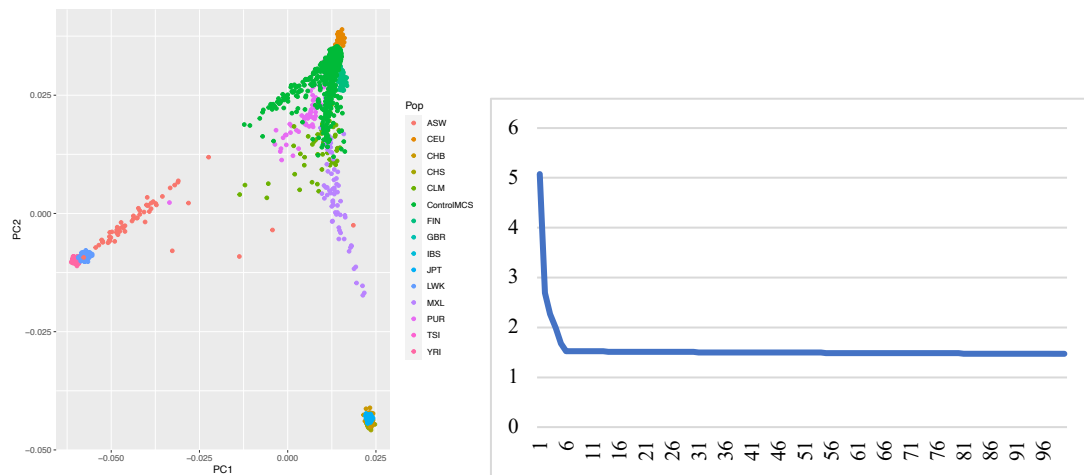 0.025
0.000
−0.025
−0.050
PC2
−0.050
−0.025
0.000
0.025
PC1
Pop
ASW
CEU
CHB
CHS
CLM
ControlMCS
FIN
GBR
IBS
JPT
LWK
MXL
PUR
TSI
YRI
6
5
4
3
2
1
0
1
6
11
16
21
26
31
36
41
46
51
56
61
66
71
76
81
86
91
96